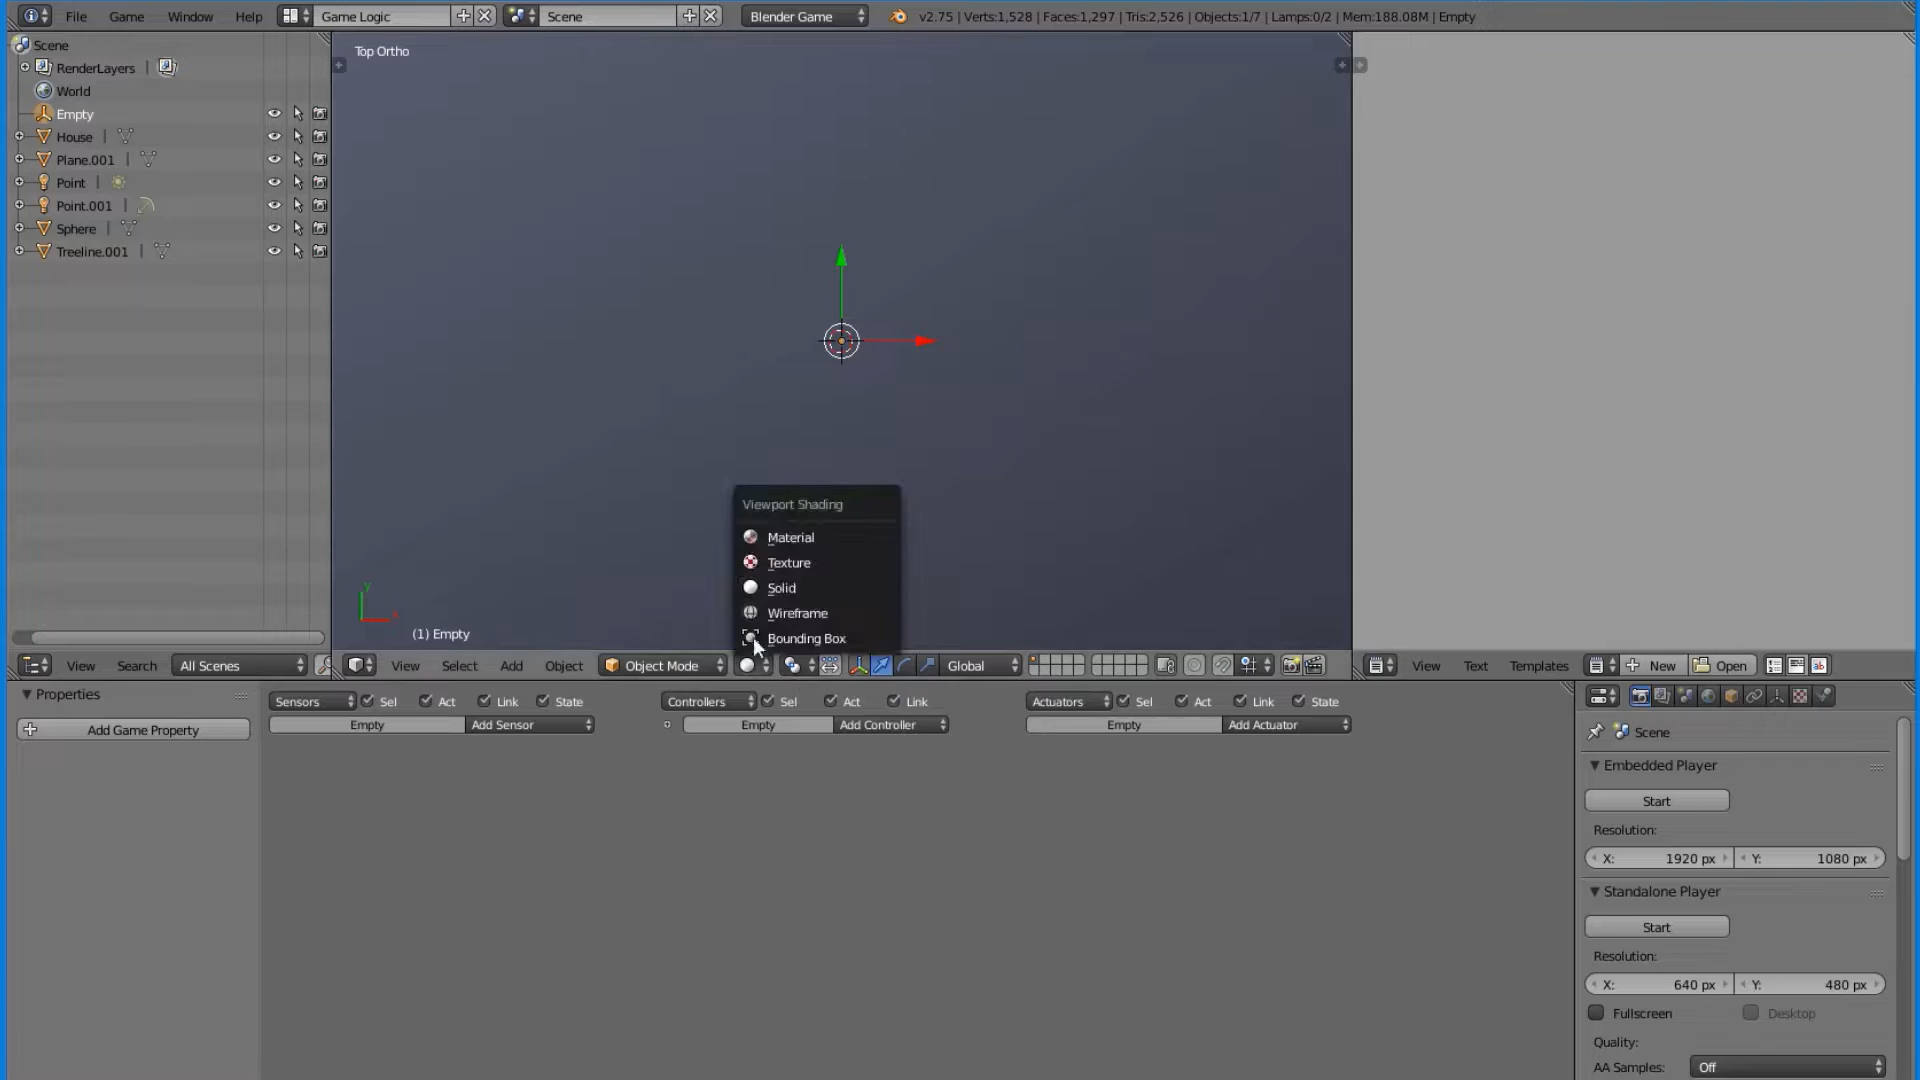 File Game Window Help Game Logic Scene Blender Game v2.75 | Verts:1,528 | Faces:1,297 | Tris:2,526 | Objects:1/7 | Lamps:0/2 | Mem:188.08M | Empty
Scene
RenderLayers
World
Empty
House
Plane.001
Point
Point.001
Sphere
Treeline.001
Top Ortho
y
x
(1) Empty
Viewport Shading
Material
Texture
Solid
Wireframe
Bounding Box
View Search All Scenes
View Select Add Object Object Mode Global
View Text Templates New Open
Properties
Add Game Property
Sensors Sel Act Link State
Empty Add Sensor
Controllers Sel Act Link
Empty Add Controller
Actuators Sel Act Link State
Empty Add Actuator
Scene
Embedded Player
Start
Resolution:
X: 1920 px Y: 1080 px
Standalone Player
Start
Resolution:
X: 640 px Y: 480 px
Fullscreen Desktop
Quality:
AA Samples: Off